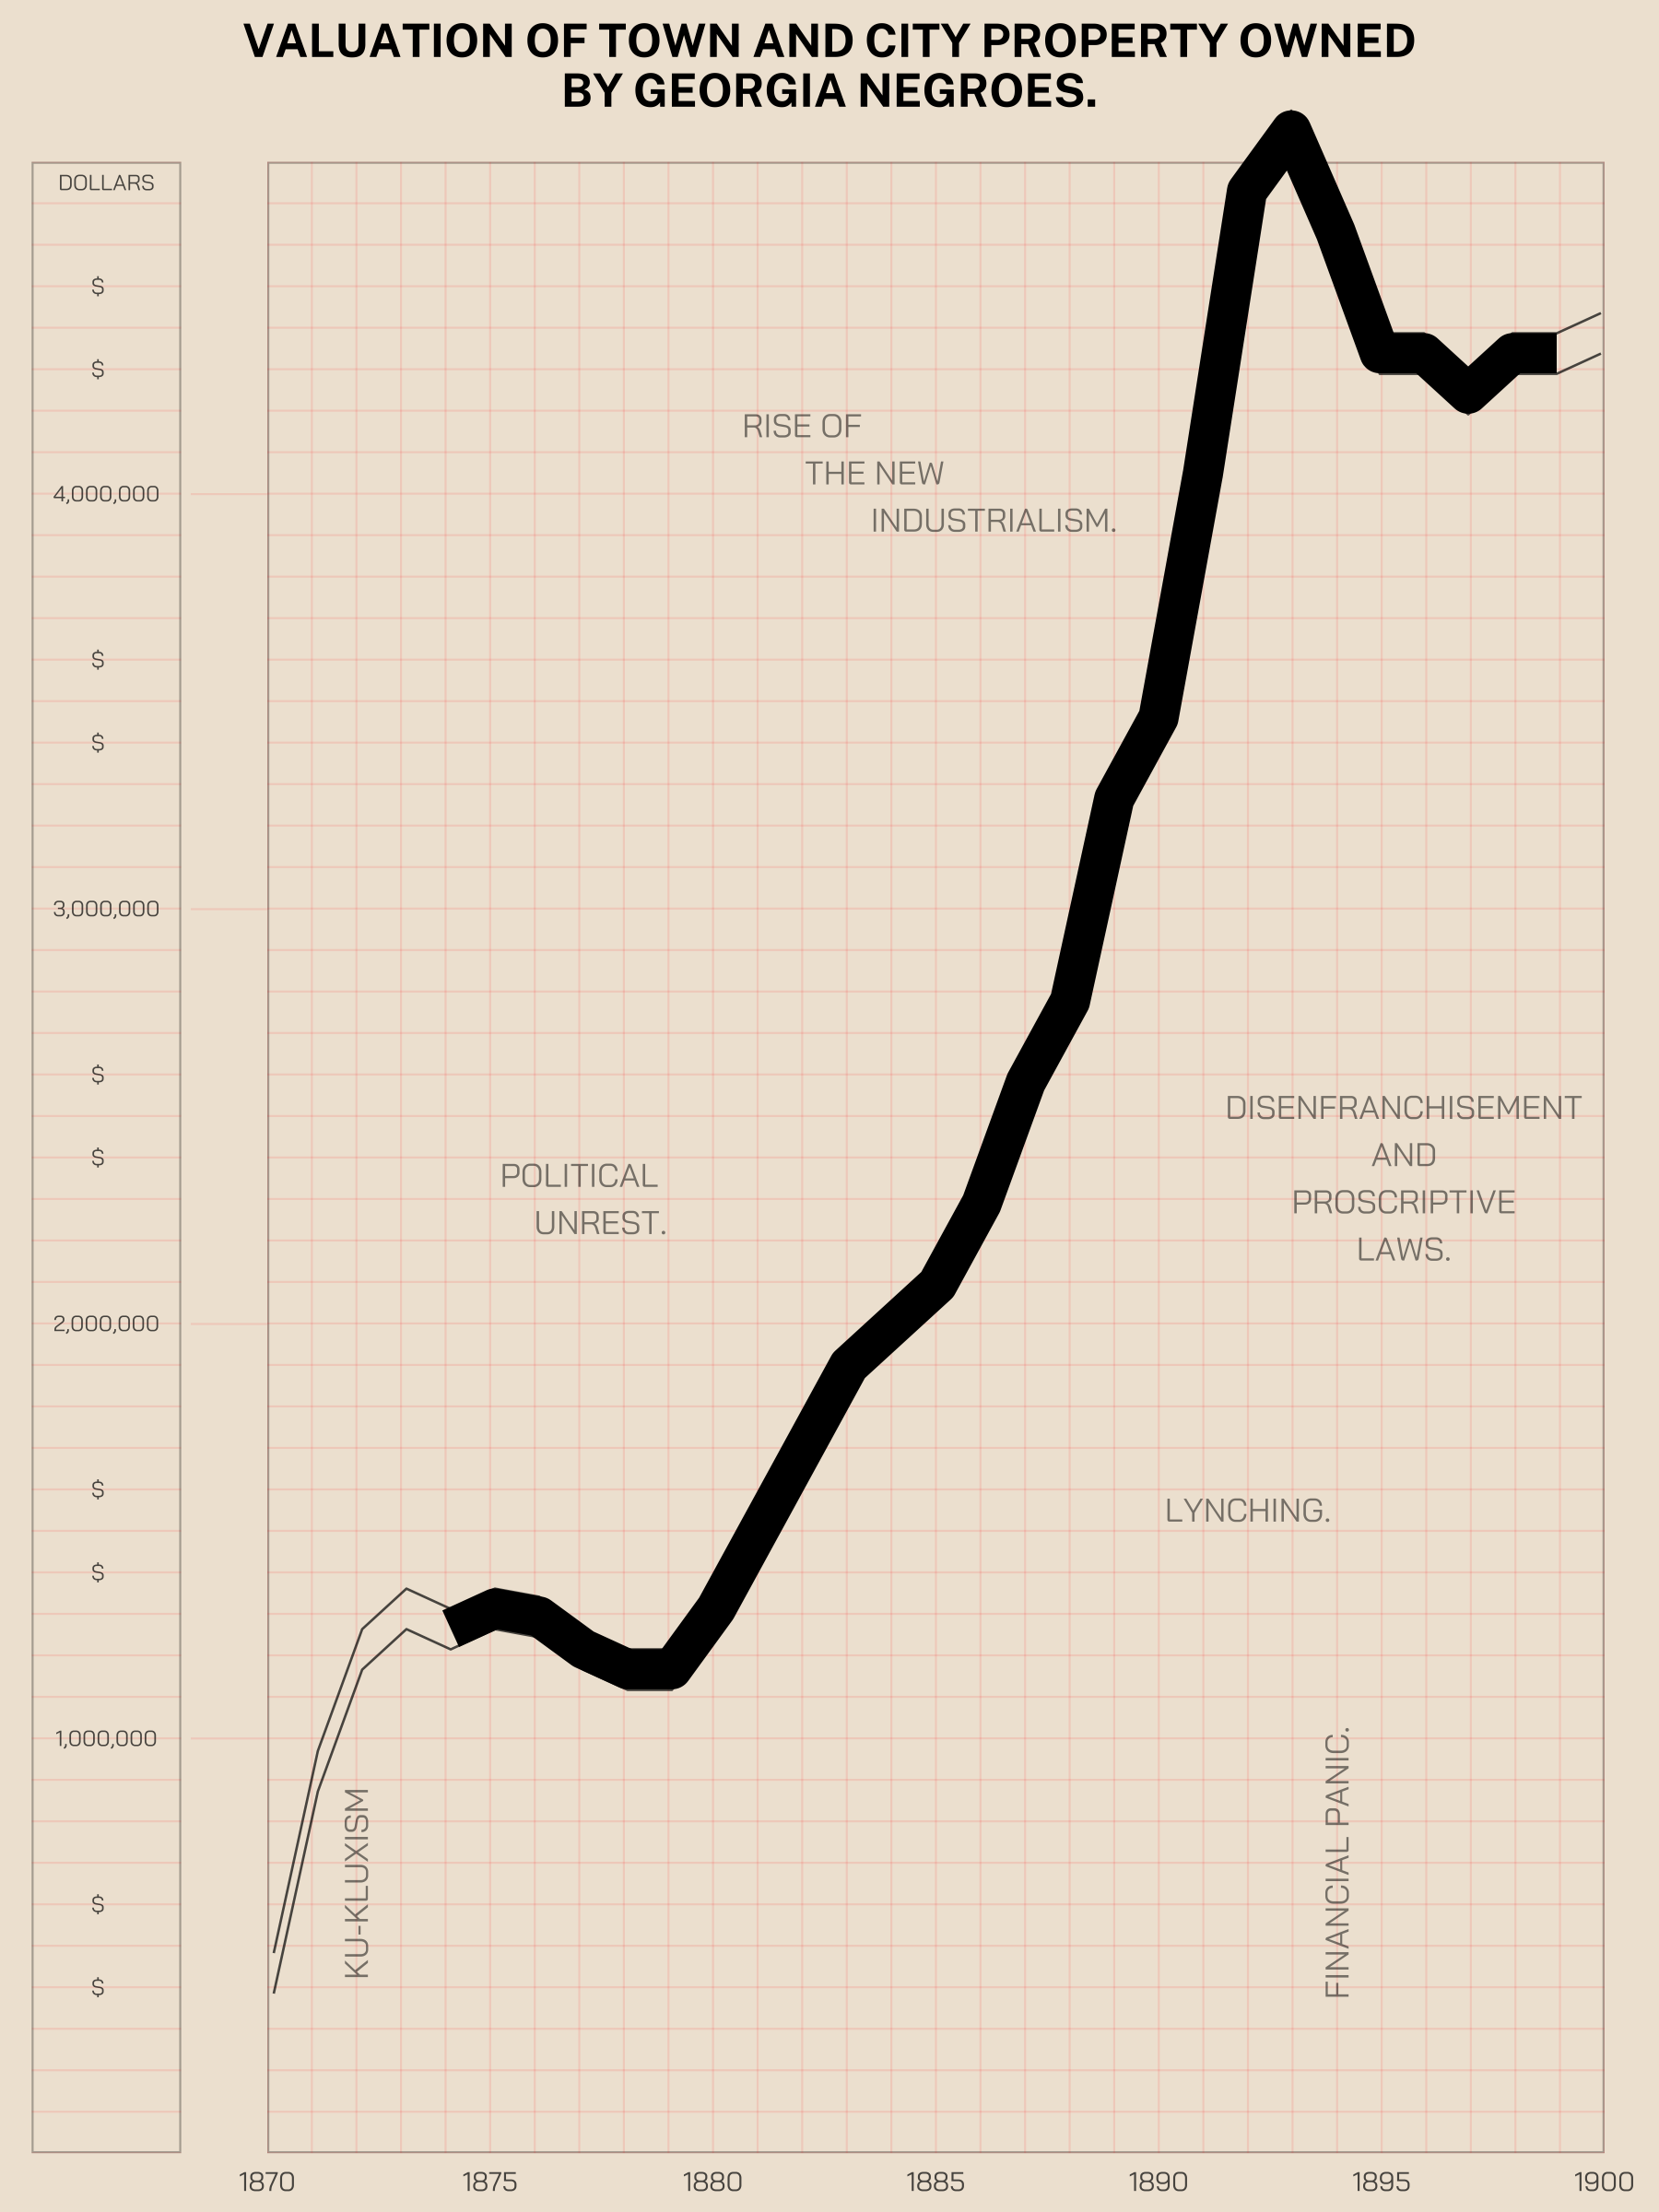 VALUATION OF TOWN AND CITY PROPERTY OWNED
BY GEORGIA NEGROES.
DOLLARS
$
$
4,000,000
$
$
3,000,000
$
$
2,000,000
$
$
1,000,000
$
$
RISE OF
THE NEW
INDUSTRIALISM.
POLITICAL
UNREST.
DISENFRANCHISEMENT
AND
PROSCRIPTIVE
LAWS.
LYNCHING.
KU-KLUXISM
FINANCIAL PANIC.
1870 1875 1880 1885 1890 1895 1900